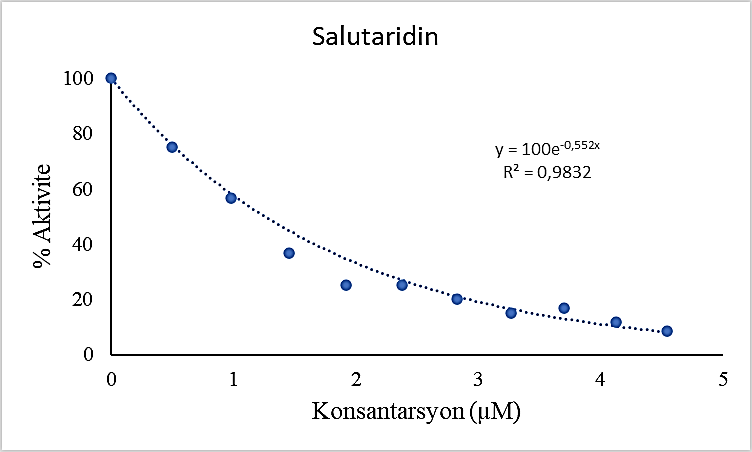 Salutaridin
100
80
60
40
20
0
% Aktivite
y = 100e^-0,552x
R² = 0,9832
0 1 2 3 4 5
Konsantarsyon (µM)